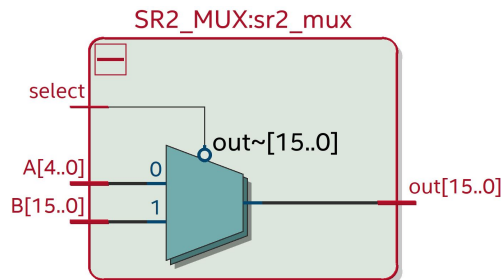 SR2_MUX:sr2_mux
select
out~[15..0]
A[4..0]
0
out[15..0]
B[15..0]
1